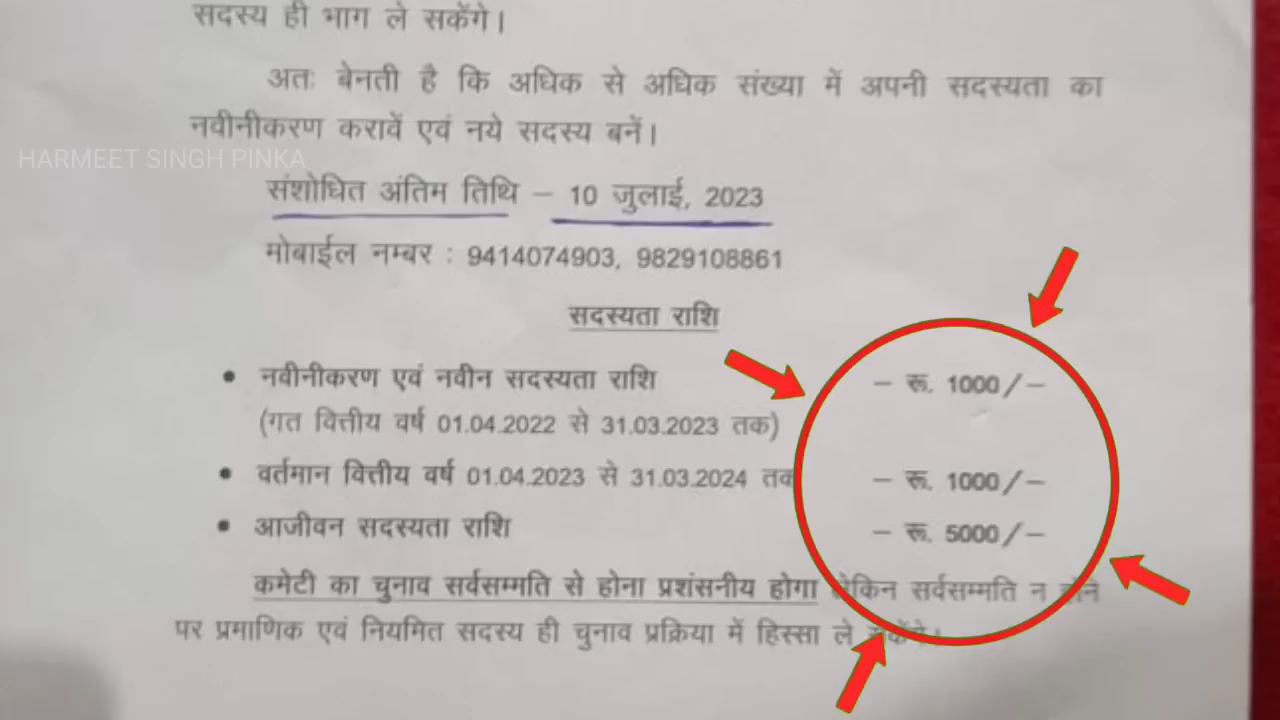 सदस्य ही भाग ले सकेंगे।
अतः बेनती है कि अधिक से अधिक संख्या में अपनी सदस्यता का
नवीनीकरण करावें एवं नये सदस्य बनें।
HARMEET SINGH PINKA
संशोधित अंतिम तिथि – 10 जुलाई, 2023
मोबाईल नम्बर : 9414074903, 9829108861
सदस्यता राशि
• नवीनीकरण एवं नवीन सदस्यता राशि – रू. 1000/–
(गत वित्तीय वर्ष 01.04.2022 से 31.03.2023 तक)
• वर्तमान वित्तीय वर्ष 01.04.2023 से 31.03.2024 तक – रू. 1000/–
• आजीवन सदस्यता राशि – रू. 5000/–
कमेटी का चुनाव सर्वसम्मति से होना प्रशंसनीय होगा लेकिन सर्वसम्मति न होने
पर प्रमाणिक एवं नियमित सदस्य ही चुनाव प्रक्रिया में हिस्सा ले सकेंगे।